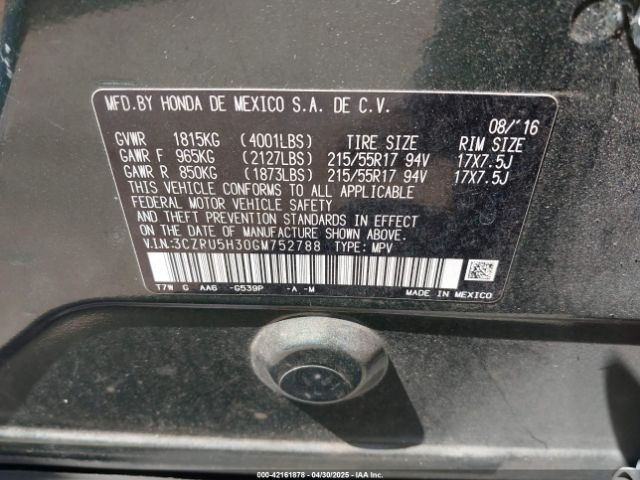 MFD.BY HONDA DE MEXICO S.A. DE C.V.
08/'16
GVWR 1815KG (4001LBS) TIRE SIZE RIM SIZE
GAWR F 965KG (2127LBS) 215/55R17 94V 17X7.5J
GAWR R 850KG (1873LBS) 215/55R17 94V 17X7.5J
THIS VEHICLE CONFORMS TO ALL APPLICABLE
FEDERAL MOTOR VEHICLE SAFETY
AND THEFT PREVENTION STANDARDS IN EFFECT
ON THE DATE OF MANUFACTURE SHOWN ABOVE.
V.I.N:3CZRU5H30GM752788 TYPE: MPV
T7W G AA6 -G539P -A -M
MADE IN MEXICO
000-42161878 - 04/30/2025 - IAA Inc.